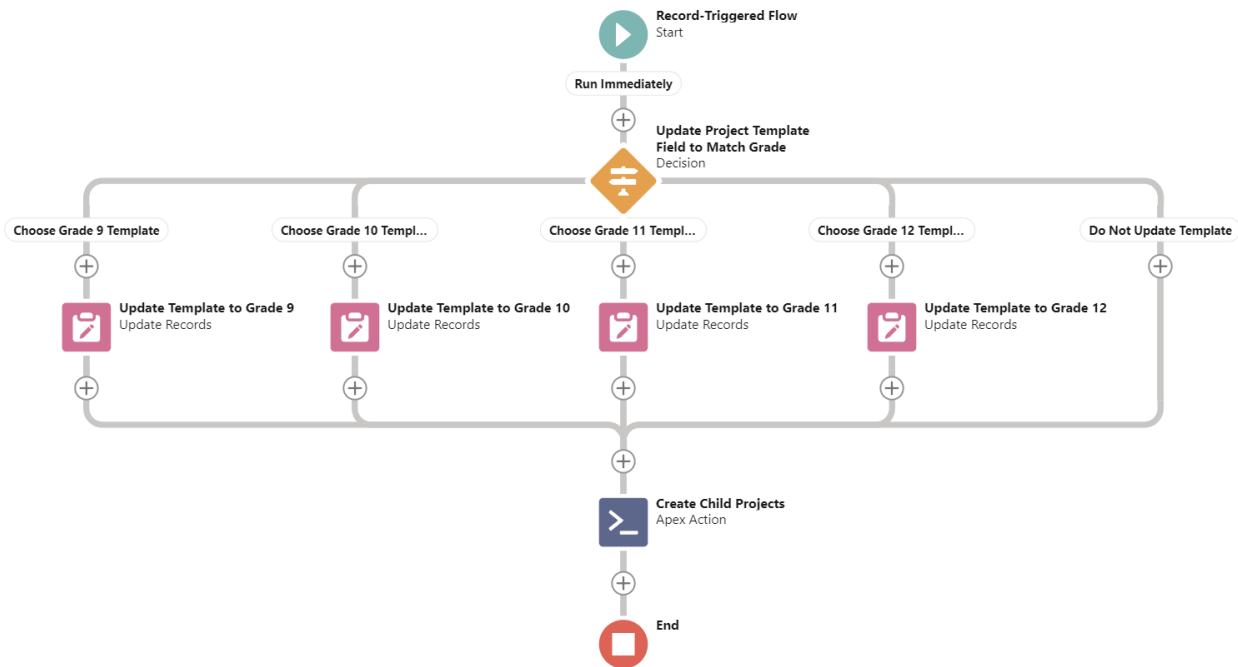 Record-Triggered Flow
Start
Run Immediately
Update Project Template
Field to Match Grade
Decision
Choose Grade 9 Template
Choose Grade 10 Templ...
Choose Grade 11 Templ...
Choose Grade 12 Templ...
Do Not Update Template
Update Template to Grade 9
Update Records
Update Template to Grade 10
Update Records
Update Template to Grade 11
Update Records
Update Template to Grade 12
Update Records
Create Child Projects
Apex Action
End